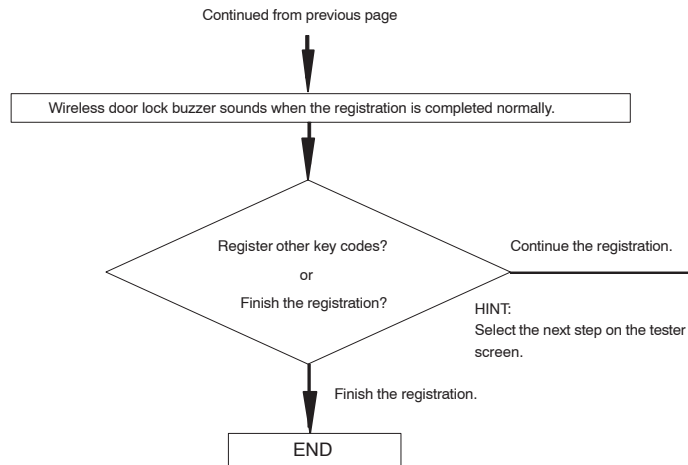 Continued from previous page
Wireless door lock buzzer sounds when the registration is completed normally.
Register other key codes?
or
Finish the registration?
Continue the registration.
HINT:
Select the next step on the tester
screen.
Finish the registration.
END